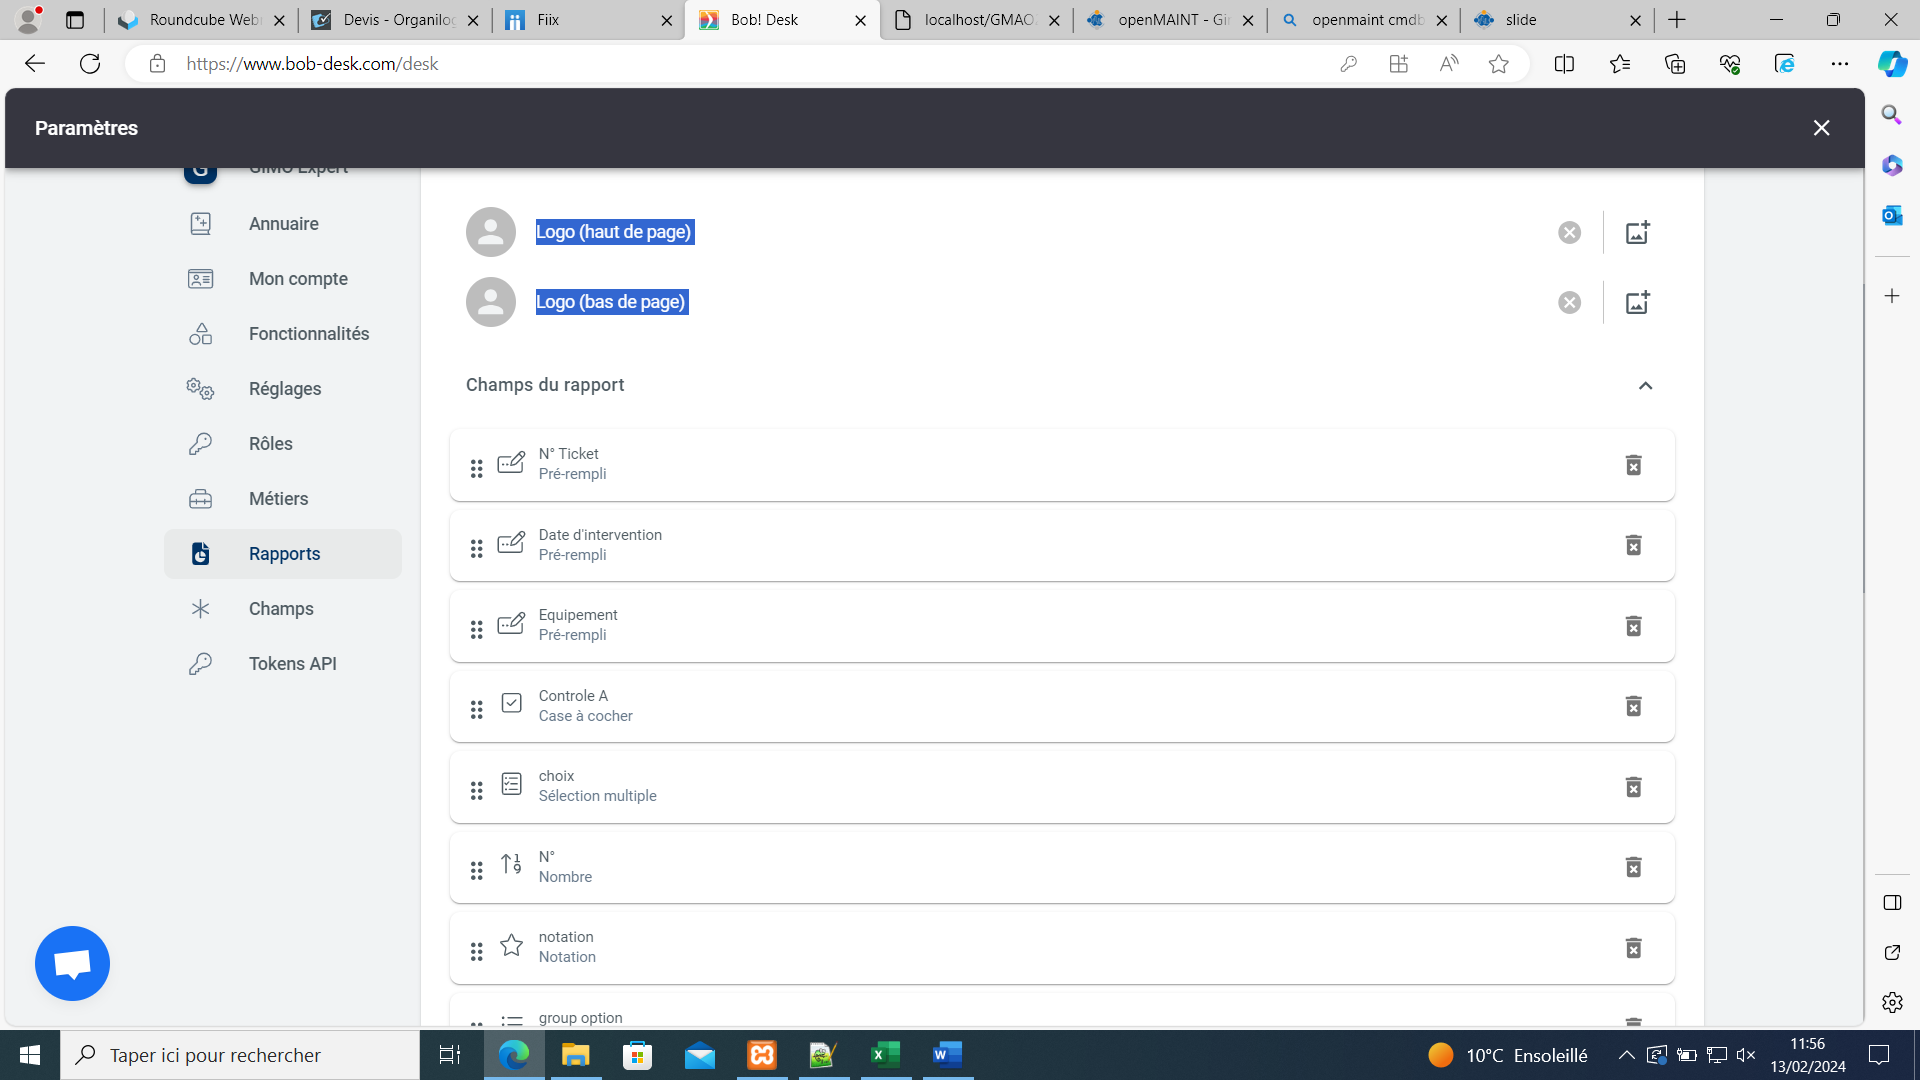 Roundcube Web
Devis - Organilog
Fiix
Bob! Desk
localhost/GMAO
openMAINT - Gi
openmaint cmdb
slide
https://www.bob-desk.com/desk
Paramètres
GIMO Expert
Annuaire
Mon compte
Fonctionnalités
Réglages
Rôles
Métiers
Rapports
Champs
Tokens API
Logo (haut de page)
Logo (bas de page)
Champs du rapport
N° Ticket
Pré-rempli
Date d'intervention
Pré-rempli
Equipement
Pré-rempli
Controle A
Case à cocher
choix
Sélection multiple
N°
Nombre
notation
Notation
group option
Taper ici pour rechercher
10°C Ensoleillé
11:56
13/02/2024